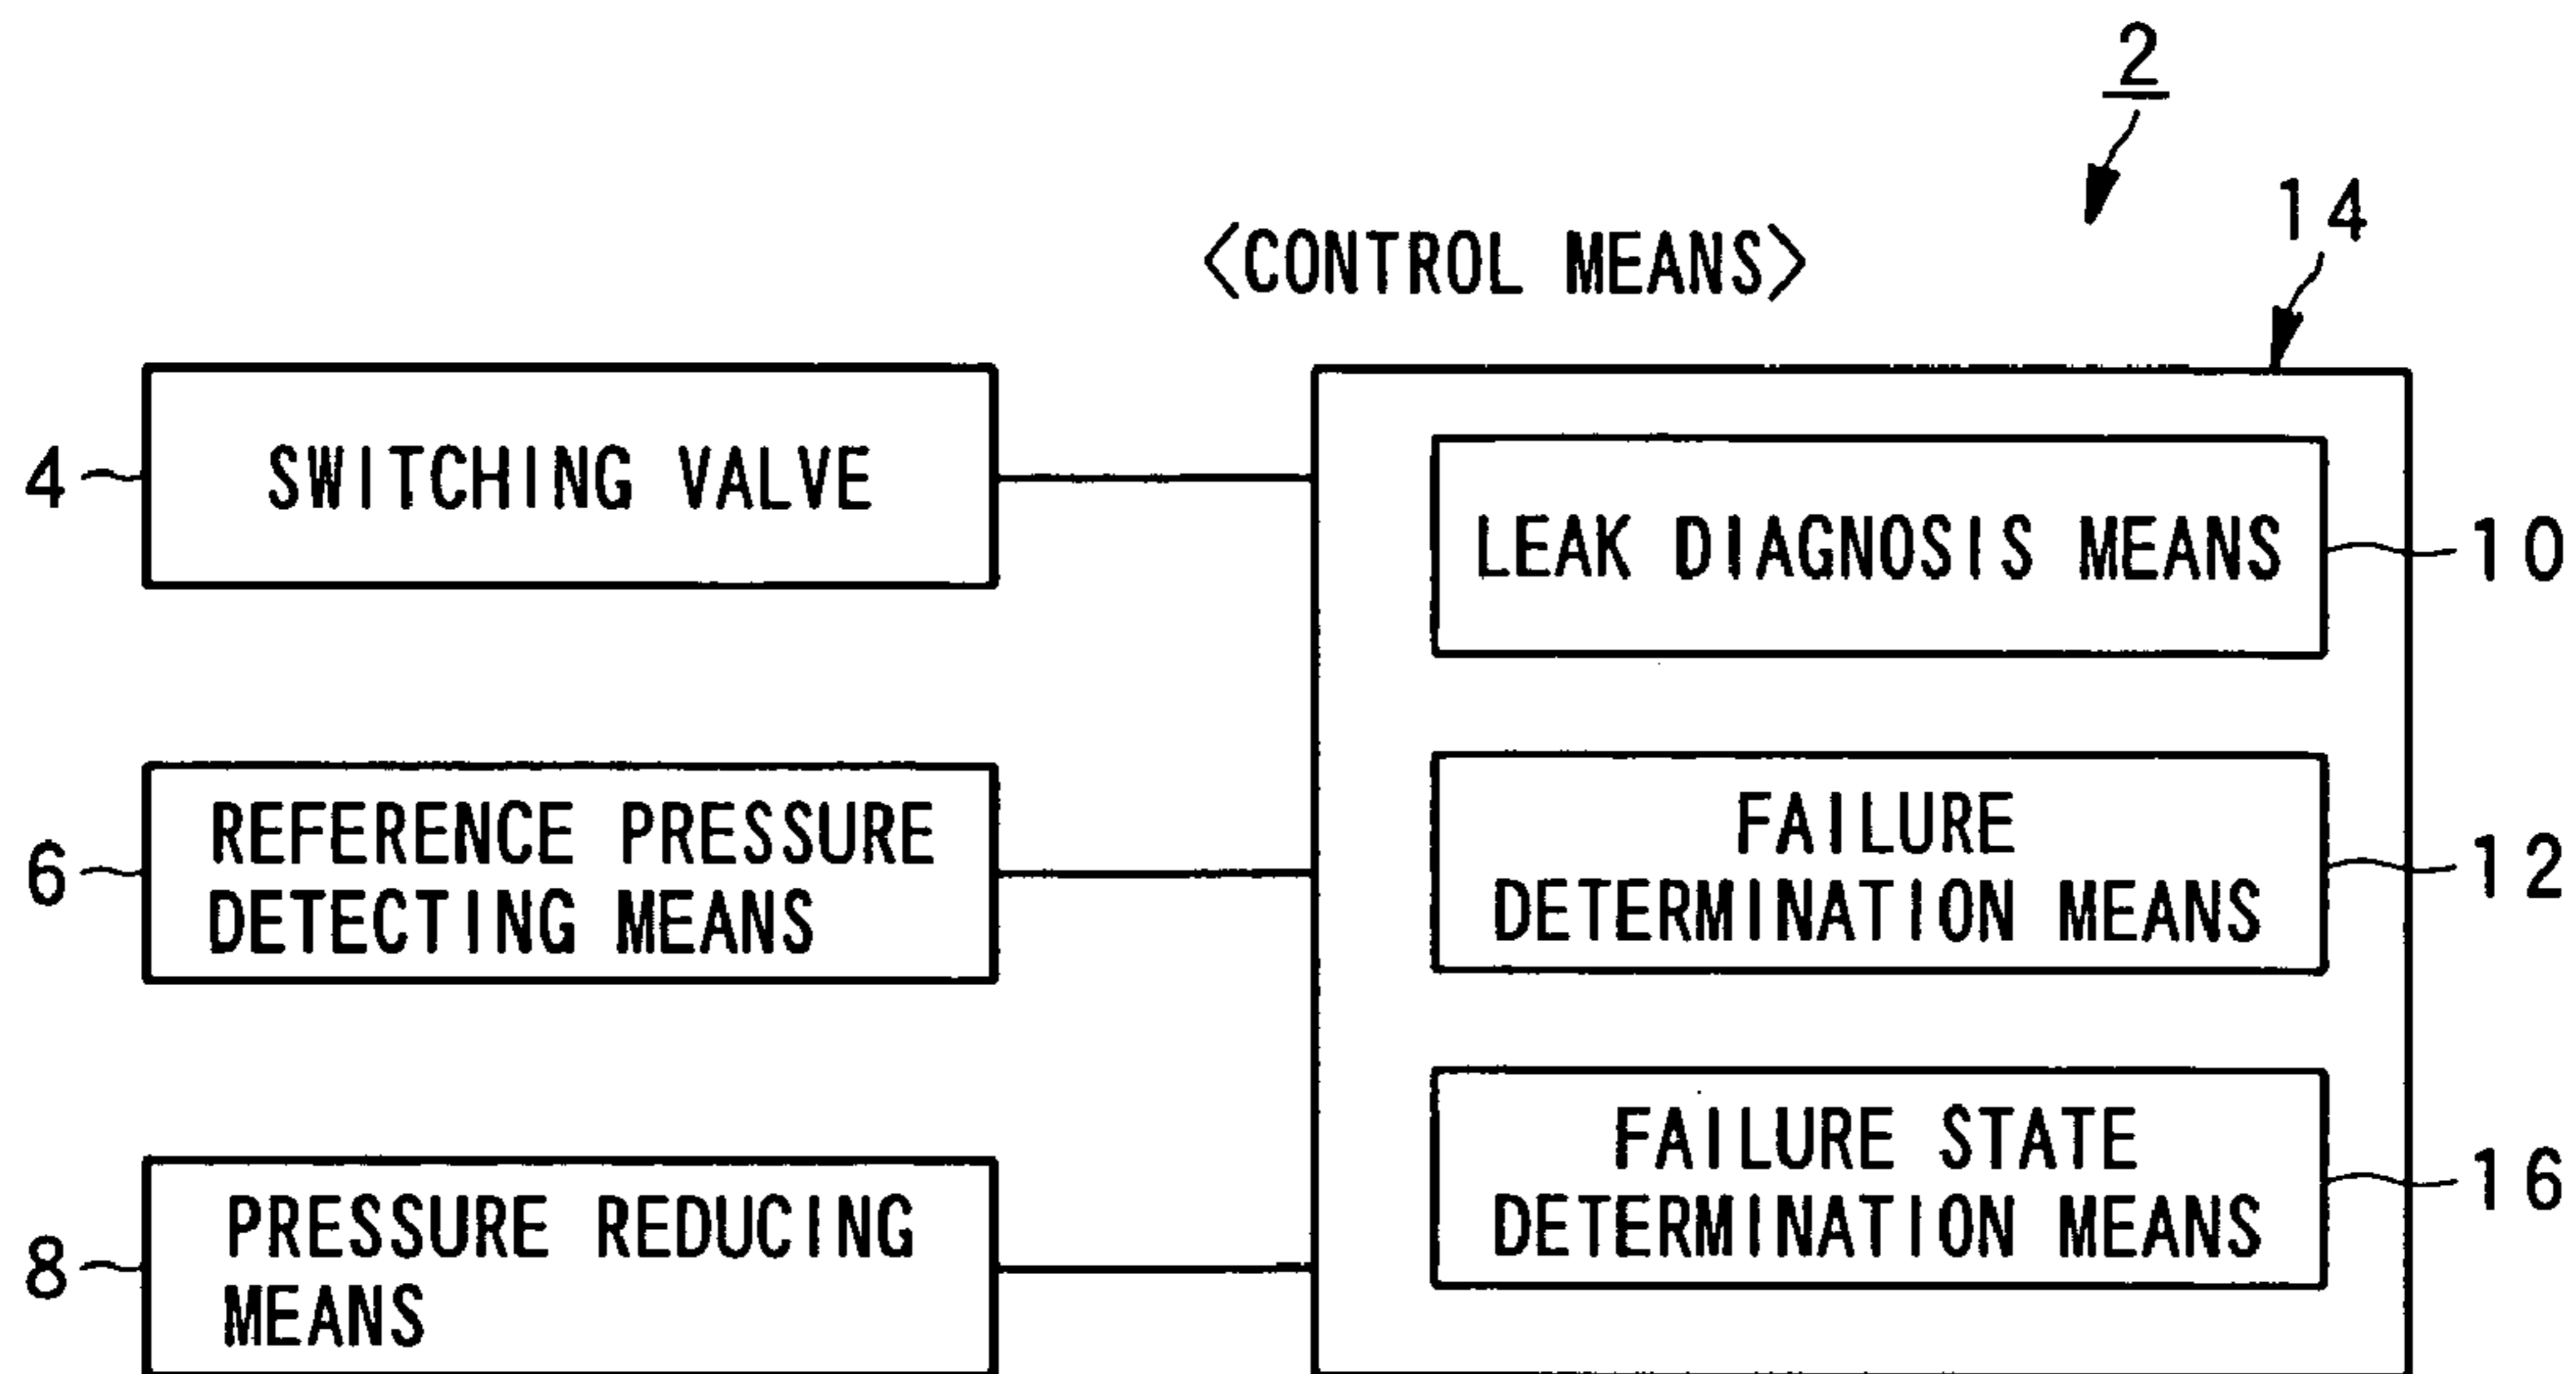 2
14
<CONTROL MEANS>
4
SWITCHING VALVE
LEAK DIAGNOSIS MEANS
10
6
REFERENCE PRESSURE
DETECTING MEANS
FAILURE
DETERMINATION MEANS
12
8
PRESSURE REDUCING
MEANS
FAILURE STATE
DETERMINATION MEANS
16